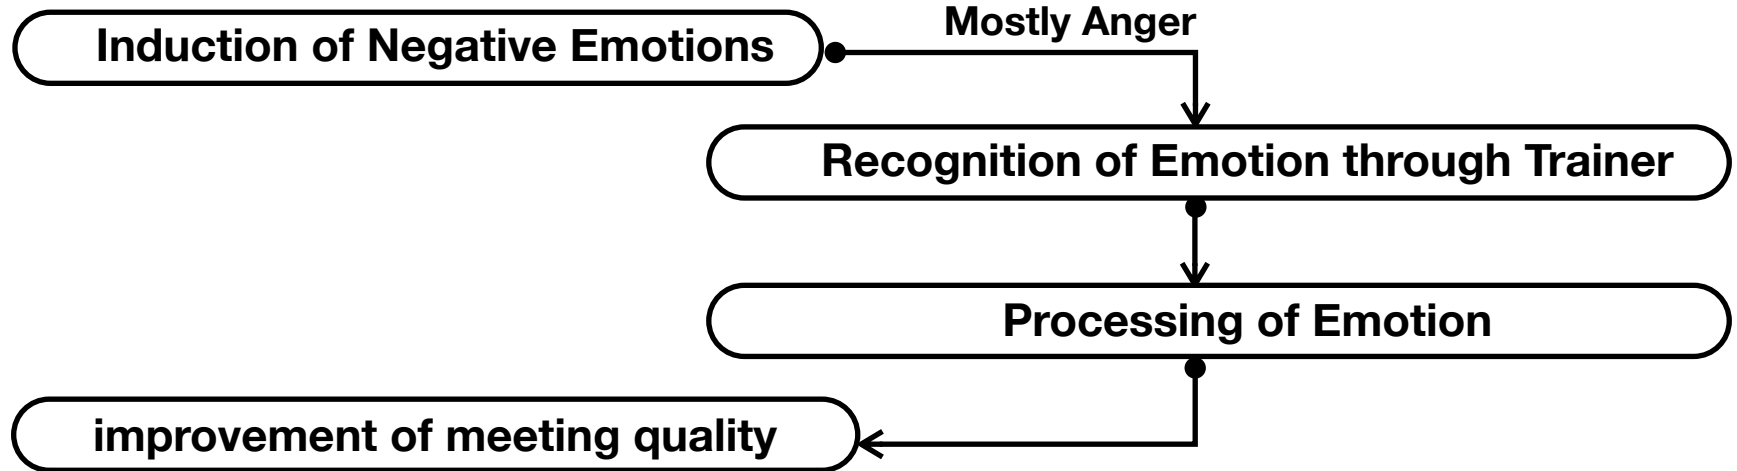 Induction of Negative Emotions
Mostly Anger
Recognition of Emotion through Trainer
Processing of Emotion
improvement of meeting quality